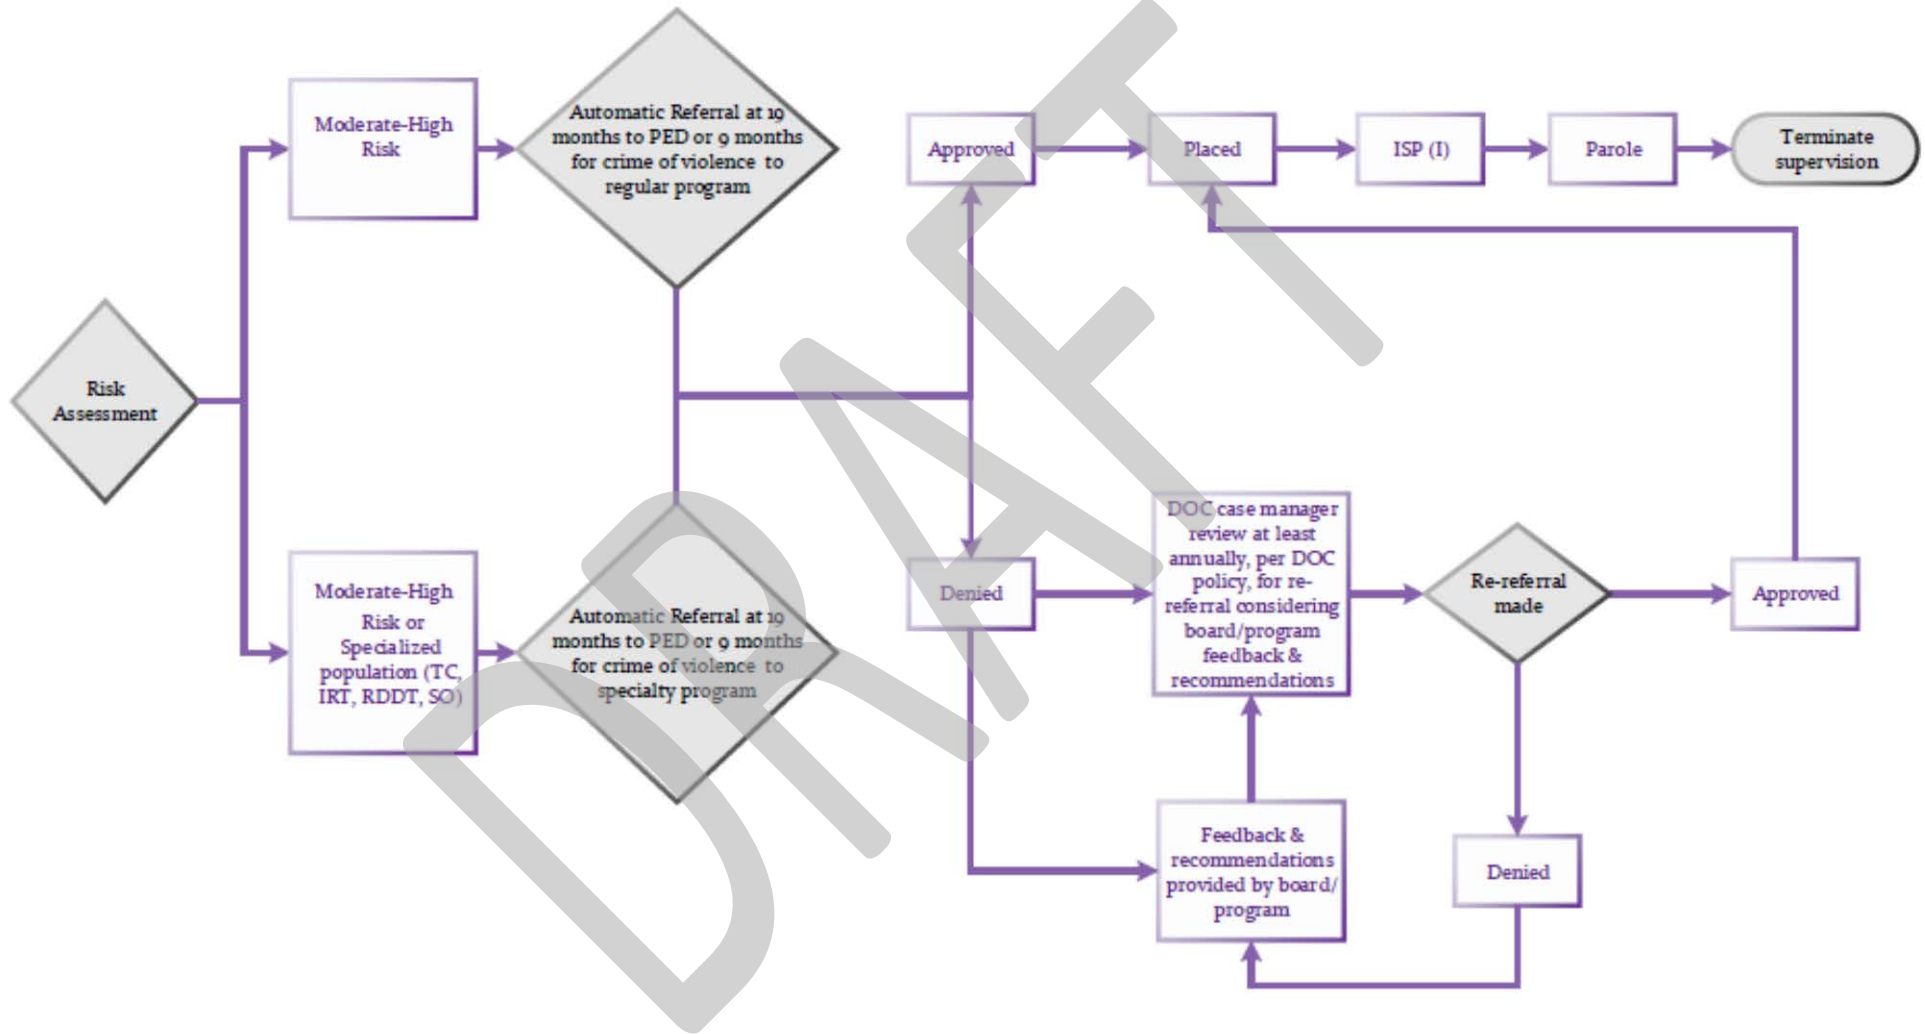 Risk
Assessment
Moderate-High
Risk
Automatic Referral at 19
months to PED or 9 months
for crime of violence to
regular program
Moderate-High
Risk or
Specialized
population (TC,
IRT, RDDT, SO)
Automatic Referral at 19
months to PED or 9 months
for crime of violence to
specialty program
Approved
Placed
ISP (I)
Parole
Terminate
supervision
Denied
DOC case manager
review at least
annually, per DOC
policy, for re-
referral considering
board/program
feedback &
recommendations
Re-referral
made
Approved
Feedback &
recommendations
provided by board/
program
Denied
DRAFT